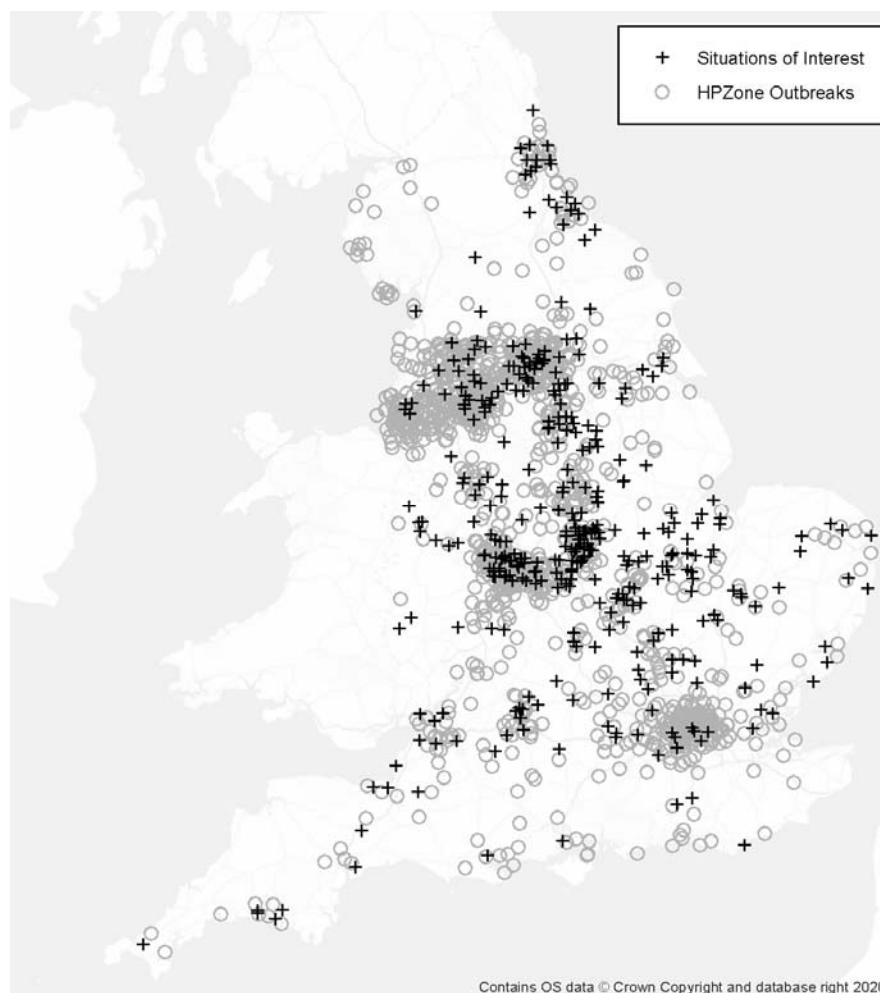 Situations of Interest
HPZone Outbreaks
Contains OS data © Crown Copyright and database right 2020